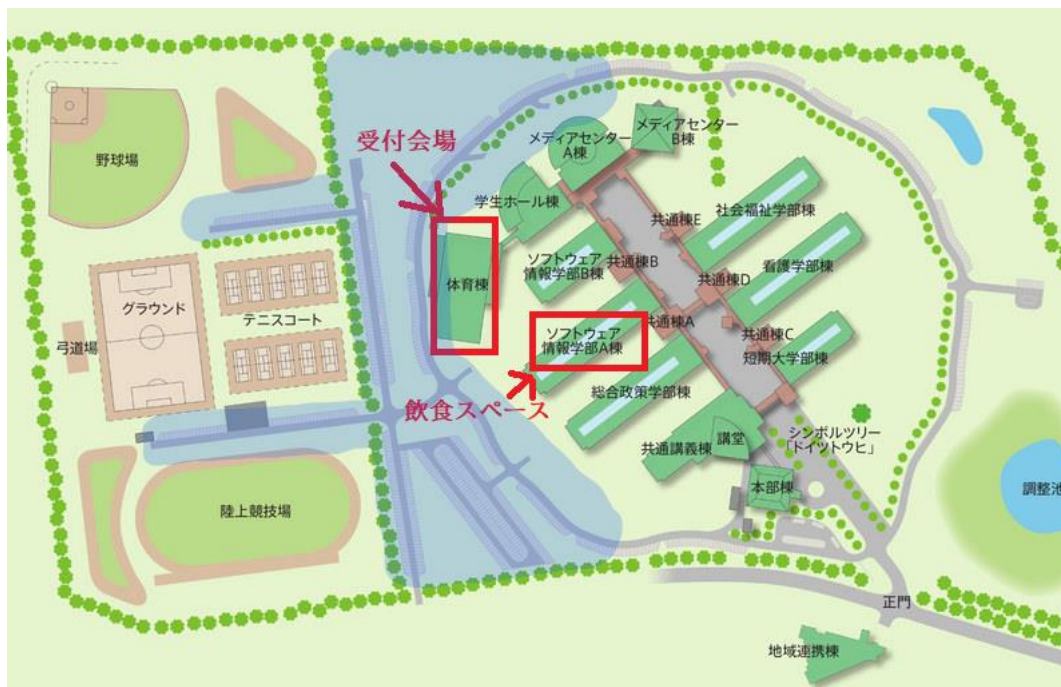 受付会場
メディアセンター
A棟
メディアセンター
B棟
野球場
学生ホール棟
社会福祉学部棟
共通棟E
ソフトウェア
情報学部B棟
共通棟B
看護学部棟
体育棟
共通棟D
グラウンド
テニスコート
弓道場
ソフトウェア
情報学部A棟
共通棟A
共通棟C
短期大学部棟
飲食スペース
総合政策学部棟
シンボルツリー
「ドイツトウヒ」
講堂
共通講義棟
本部棟
調整池
陸上競技場
正門
地域連携棟